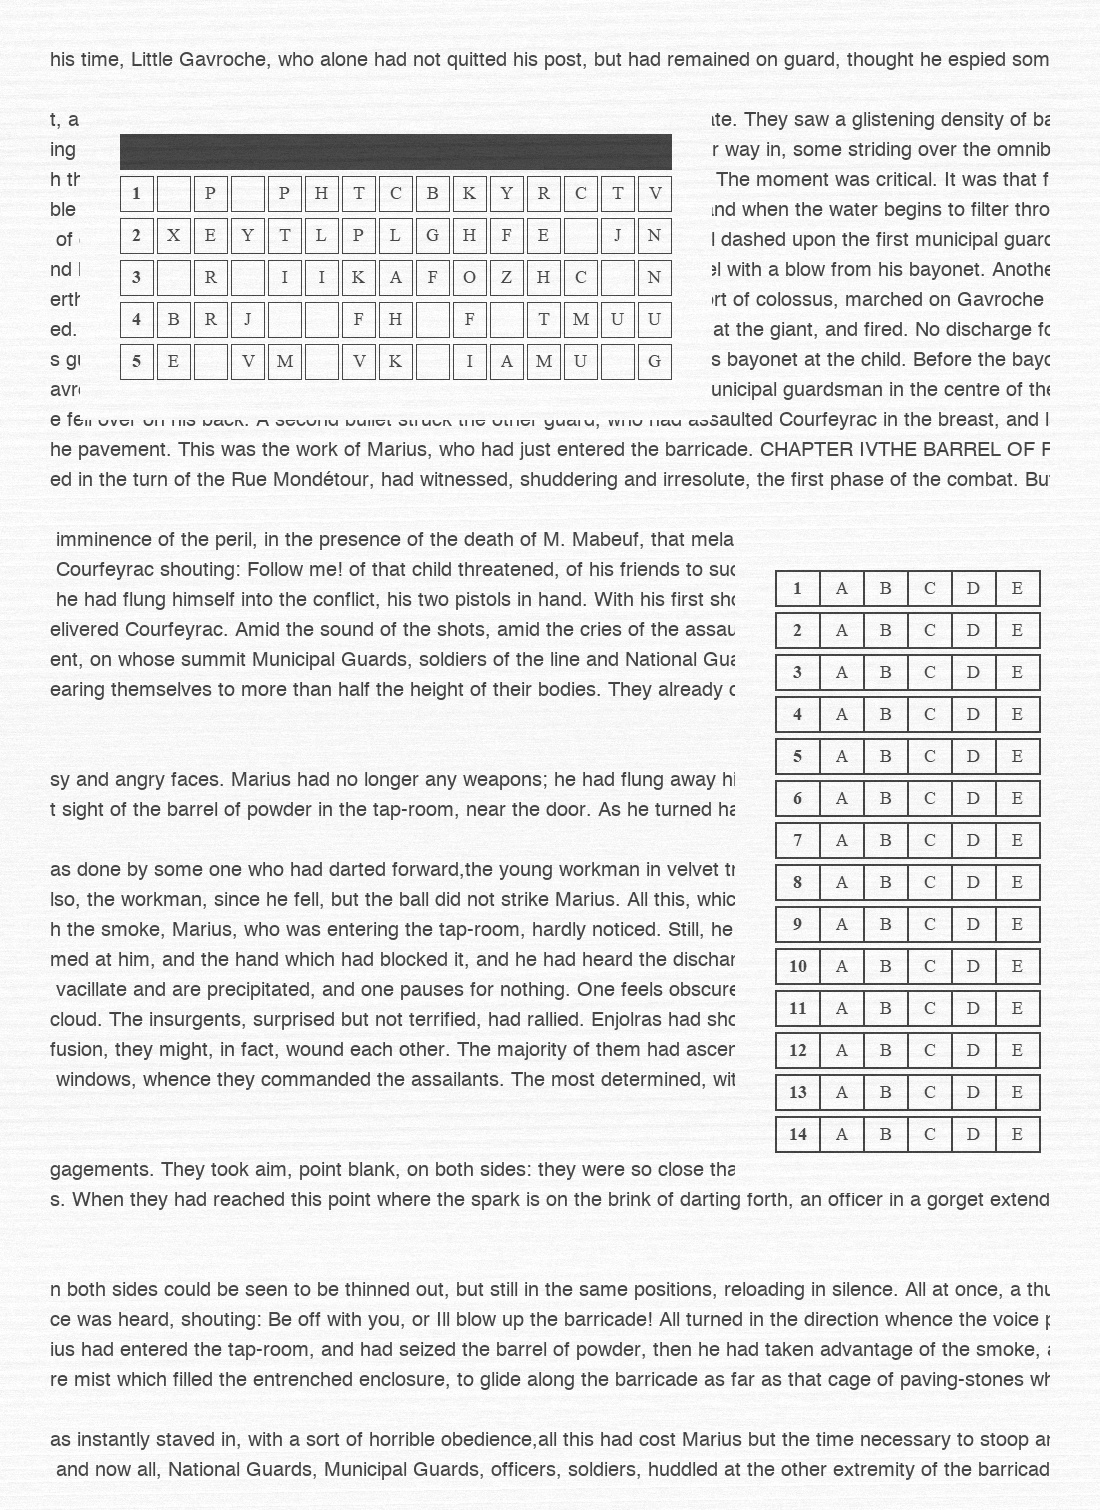 his time, Little Gavroche, who alone had not quitted his post, but had remained on guard, thought he espied som
t, a
ate. They saw a glistening density of ba
ing
r way in, some striding over the omnib
h th
The moment was critical. It was that f
ble
and when the water begins to filter thro
of
l dashed upon the first municipal guard
nd
el with a blow from his bayonet. Anothe
erth
ort of colossus, marched on Gavroche
ed.
at the giant, and fired. No discharge fo
s gu
s bayonet at the child. Before the bayo
avro
unicipal guardsman in the centre of the
1 P P H T C B K Y R C T V
2 X E Y T L P L G H F E J N
3 R I I K A F O Z H C N
4 B R J F H F T M U U
5 E V M V K I A M U G
e fell over on his back. A second bullet struck the other guard, who had assaulted Courfeyrac in the breast, and l
he pavement. This was the work of Marius, who had just entered the barricade. CHAPTER IVTHE BARREL OF P
ed in the turn of the Rue Mondétour, had witnessed, shuddering and irresolute, the first phase of the combat. Bu
imminence of the peril, in the presence of the death of M. Mabeuf, that mela
Courfeyrac shouting: Follow me! of that child threatened, of his friends to suc
he had flung himself into the conflict, his two pistols in hand. With his first sho
elivered Courfeyrac. Amid the sound of the shots, amid the cries of the assau
ent, on whose summit Municipal Guards, soldiers of the line and National Gua
earing themselves to more than half the height of their bodies. They already c
sy and angry faces. Marius had no longer any weapons; he had flung away hi
t sight of the barrel of powder in the tap-room, near the door. As he turned ha
as done by some one who had darted forward,the young workman in velvet tr
lso, the workman, since he fell, but the ball did not strike Marius. All this, whic
h the smoke, Marius, who was entering the tap-room, hardly noticed. Still, he
med at him, and the hand which had blocked it, and he had heard the dischar
vacillate and are precipitated, and one pauses for nothing. One feels obscure
cloud. The insurgents, surprised but not terrified, had rallied. Enjolras had sho
fusion, they might, in fact, wound each other. The majority of them had ascen
windows, whence they commanded the assailants. The most determined, wit
1 A B C D E
2 A B C D E
3 A B C D E
4 A B C D E
5 A B C D E
6 A B C D E
7 A B C D E
8 A B C D E
9 A B C D E
10 A B C D E
11 A B C D E
12 A B C D E
13 A B C D E
14 A B C D E
gagements. They took aim, point blank, on both sides: they were so close tha
s. When they had reached this point where the spark is on the brink of darting forth, an officer in a gorget extend
n both sides could be seen to be thinned out, but still in the same positions, reloading in silence. All at once, a thu
ce was heard, shouting: Be off with you, or Ill blow up the barricade! All turned in the direction whence the voice p
ius had entered the tap-room, and had seized the barrel of powder, then he had taken advantage of the smoke, a
re mist which filled the entrenched enclosure, to glide along the barricade as far as that cage of paving-stones wh
as instantly staved in, with a sort of horrible obedience,all this had cost Marius but the time necessary to stoop an
and now all, National Guards, Municipal Guards, officers, soldiers, huddled at the other extremity of the barricad